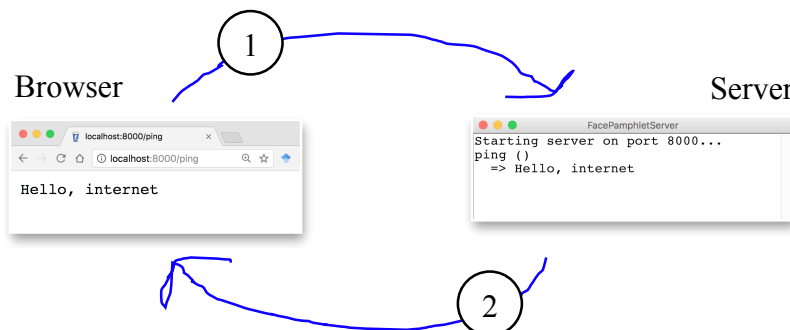 1
Browser
Server
localhost:8000/ping
localhost:8000/ping
Hello, internet
FacePamphletServer
Starting server on port 8000...
ping ()
=> Hello, internet
2